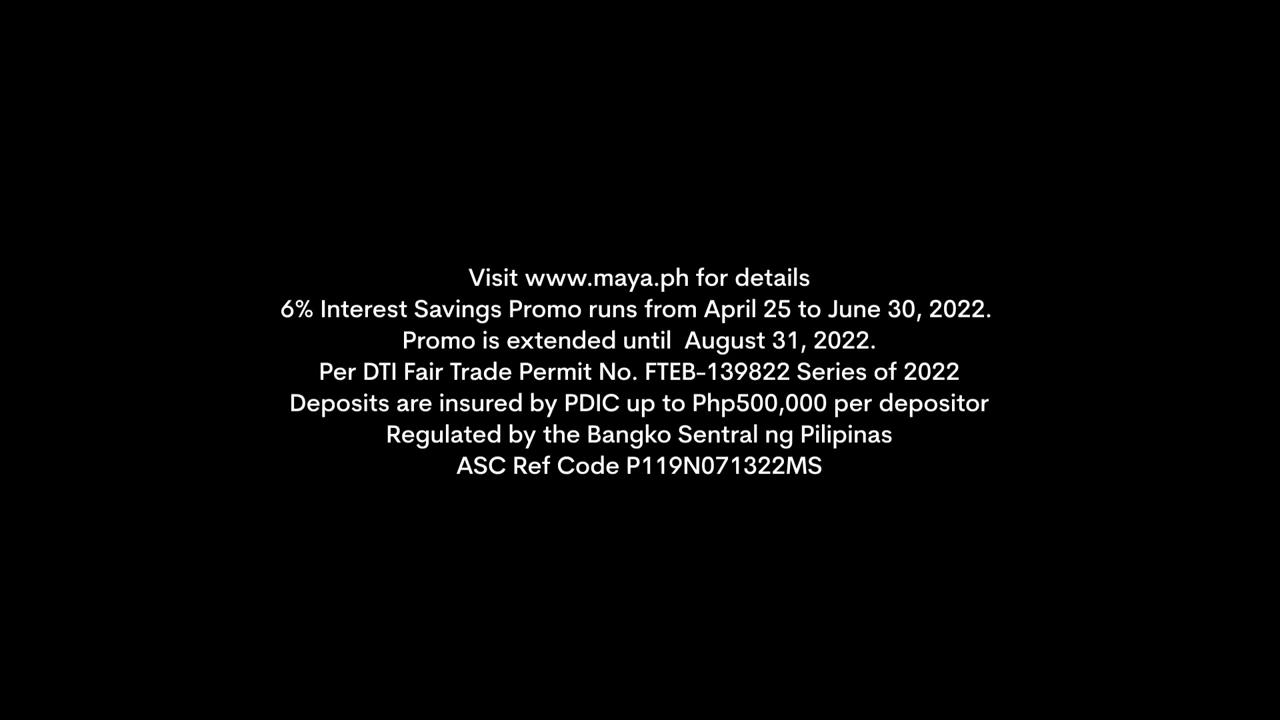 Visit www.maya.ph for details
6% Interest Savings Promo runs from April 25 to June 30, 2022.
Promo is extended until  August 31, 2022.
Per DTI Fair Trade Permit No. FTEB-139822 Series of 2022
Deposits are insured by PDIC up to Php500,000 per depositor
Regulated by the Bangko Sentral ng Pilipinas
ASC Ref Code P119N071322MS